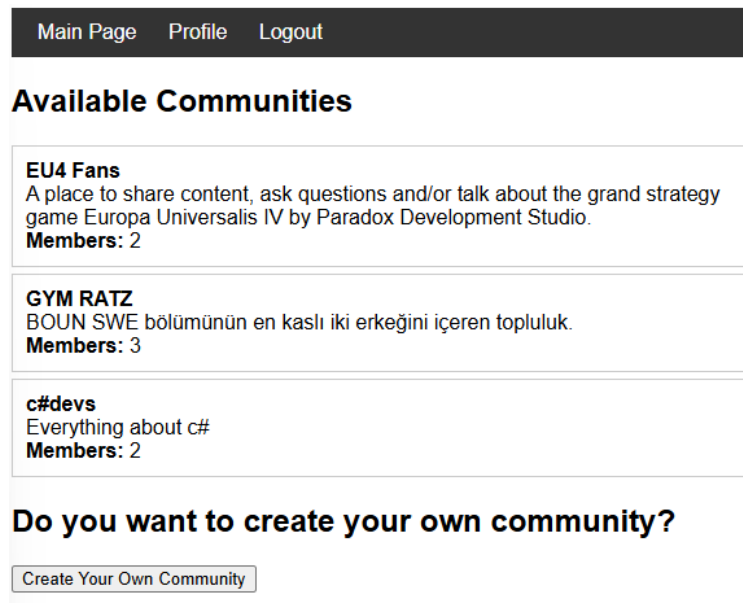 Main Page Profile Logout
Available Communities
EU4 Fans
A place to share content, ask questions and/or talk about the grand strategy
game Europa Universalis IV by Paradox Development Studio.
Members: 2
GYM RATZ
BOUN SWE bölümünün en kaslı iki erkeğini içeren topluluk.
Members: 3
c#devs
Everything about c#
Members: 2
Do you want to create your own community?
Create Your Own Community